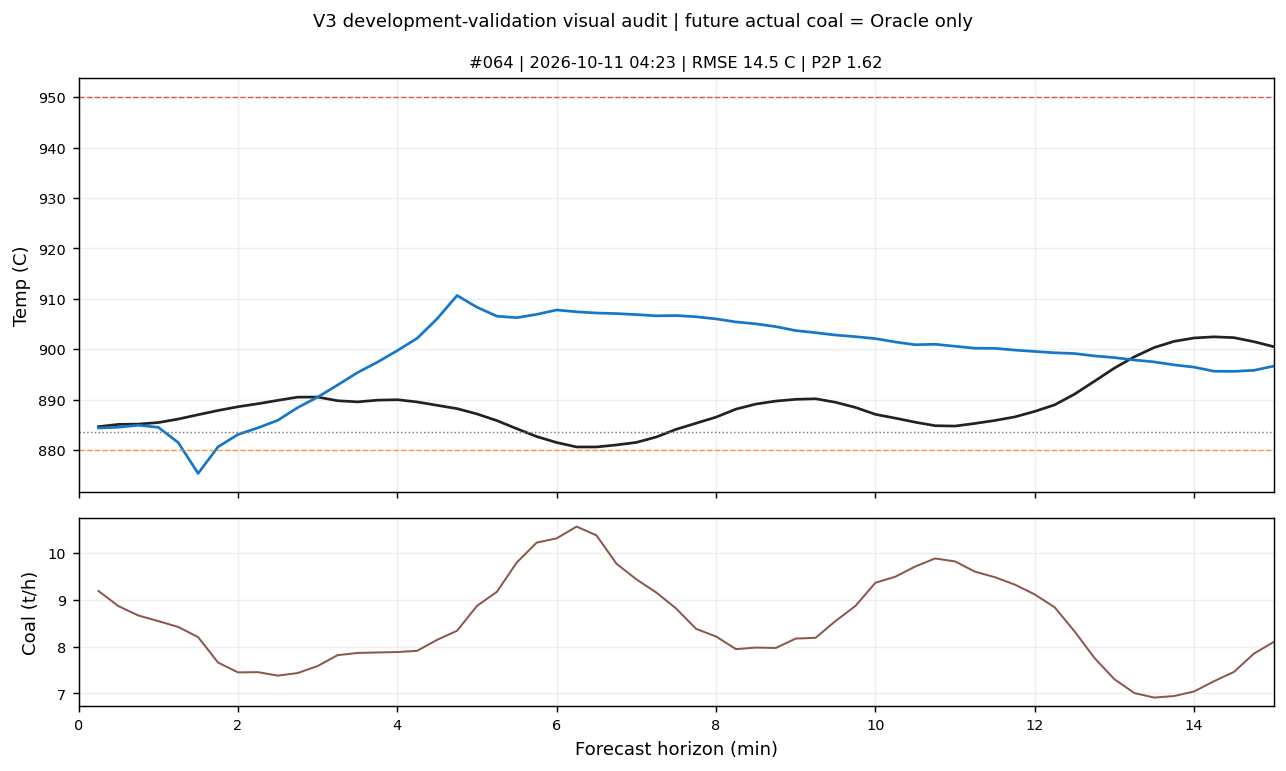 V3 development-validation visual audit | future actual coal = Oracle only
#064 | 2026-10-11 04:23 | RMSE 14.5 C | P2P 1.62
Temp (C)
950
940
930
920
910
900
890
880
Coal (t/h)
10
9
8
7
0 2 4 6 8 10 12 14
Forecast horizon (min)